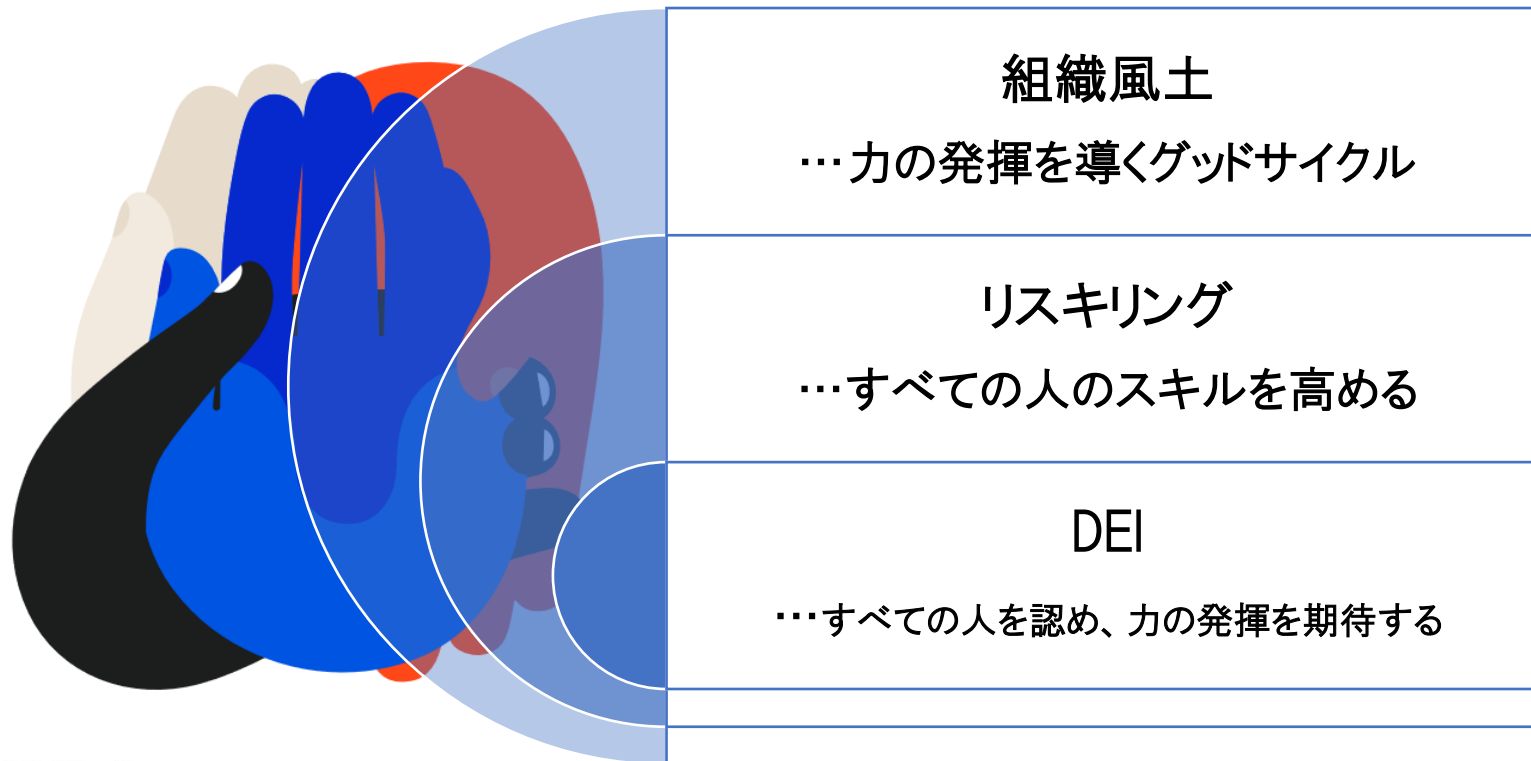 組織風土
…力の発揮を導くグッドサイクル
リスキリング
…すべての人のスキルを高める
DEI
…すべての人を認め、力の発揮を期待する